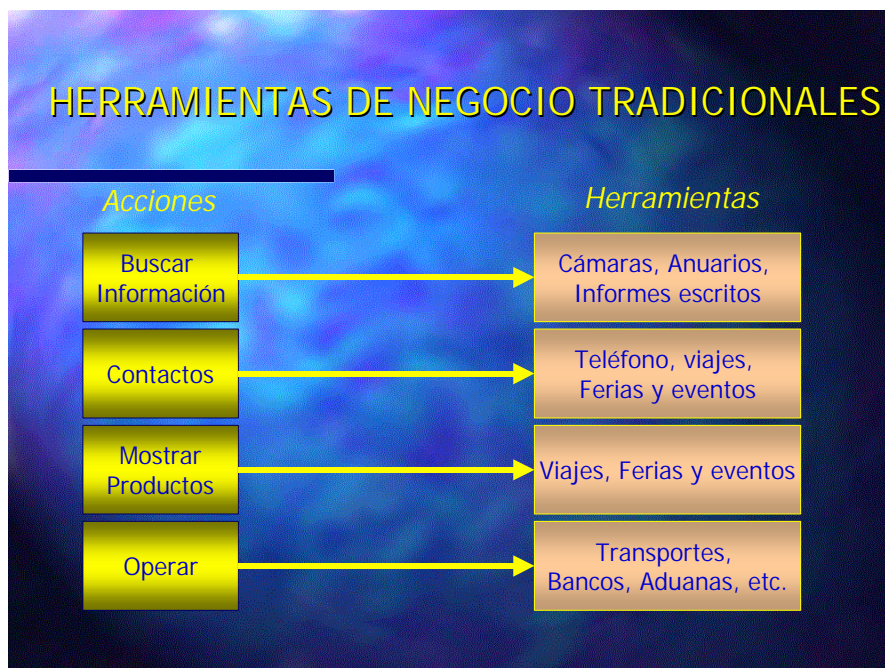 HERRAMIENTAS DE NEGOCIO TRADICIONALES
Acciones
Herramientas
Buscar
Información
Cámaras, Anuarios,
Informes escritos
Contactos
Teléfono, viajes,
Ferias y eventos
Mostrar
Productos
Viajes, Ferias y eventos
Operar
Transportes,
Bancos, Aduanas, etc.